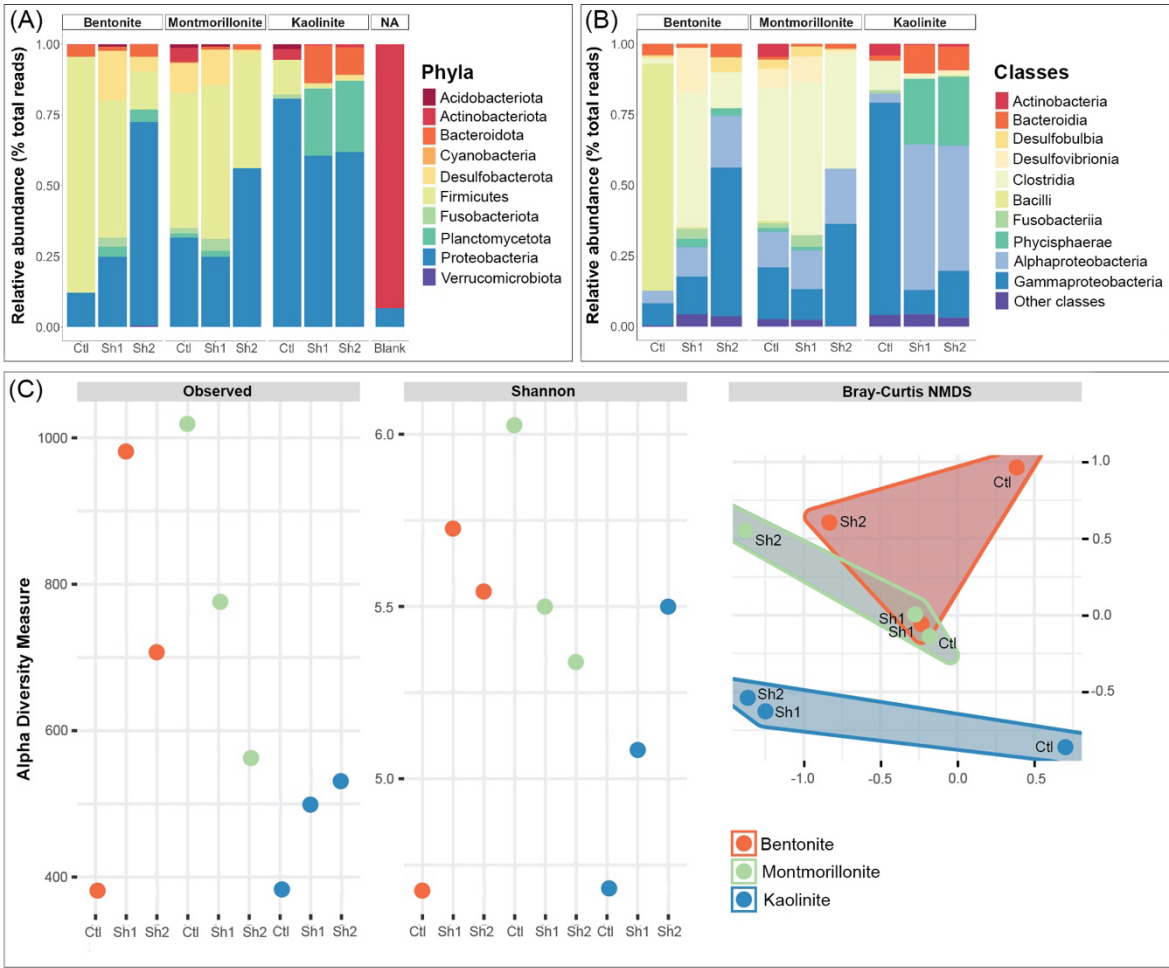 (A)
Bentonite Montmorillonite Kaolinite NA
Relative abundance (% total reads)
1.00
0.75
0.50
0.25
0.00
Ctl Sh1 Sh2 Ctl Sh1 Sh2 Ctl Sh1 Sh2 Blank
Phyla
Acidobacteriota
Actinobacteriota
Bacteroidota
Cyanobacteria
Desulfobacterota
Firmicutes
Fusobacteriota
Planctomycetota
Proteobacteria
Verrucomicrobiota
(B)
Bentonite Montmorillonite Kaolinite
Relative abundance (% total reads)
1.00
0.75
0.50
0.25
0.00
Ctl Sh1 Sh2 Ctl Sh1 Sh2 Ctl Sh1 Sh2
Classes
Actinobacteria
Bacteroidia
Desulfobulbia
Desulfovibrionia
Clostridia
Bacilli
Fusobacteriia
Phycisphaerae
Alphaproteobacteria
Gammaproteobacteria
Other classes
(C)
Observed
Alpha Diversity Measure
1000
800
600
400
Ctl Sh1 Sh2 Ctl Sh1 Sh2 Ctl Sh1 Sh2
Shannon
6.0
5.5
5.0
Ctl Sh1 Sh2 Ctl Sh1 Sh2 Ctl Sh1 Sh2
Bray-Curtis NMDS
1.0
Ctl
Sh2
0.5
Sh2
0.0
Sh1
Sh1
Ctl
-0.5
Sh2
Sh1
Ctl
-1.0 -0.5 0.0 0.5
Bentonite
Montmorillonite
Kaolinite